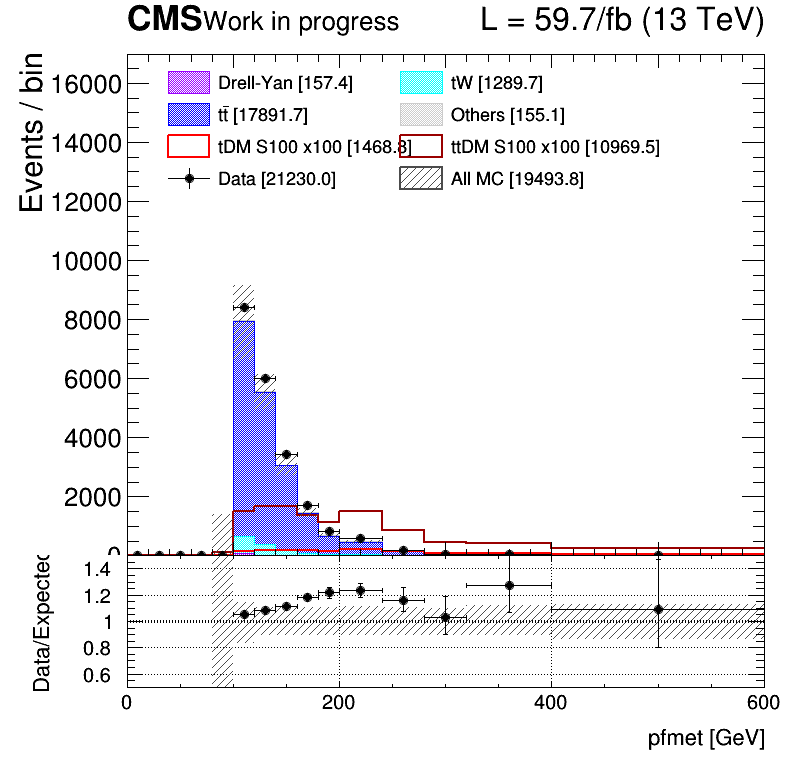 CMS Work in progress L = 59.7/fb (13 TeV)
Events / bin
16000
14000
12000
10000
8000
6000
4000
2000
0
Drell-Yan [157.4] tW [1289.7]
tt̄ [17891.7] Others [155.1]
tDM S100 x100 [1468.8] ttDM S100 x100 [10969.5]
Data [21230.0] All MC [19493.8]
Data/Expected
1.4
1.2
1
0.8
0.6
0 200 400 600
pfmet [GeV]